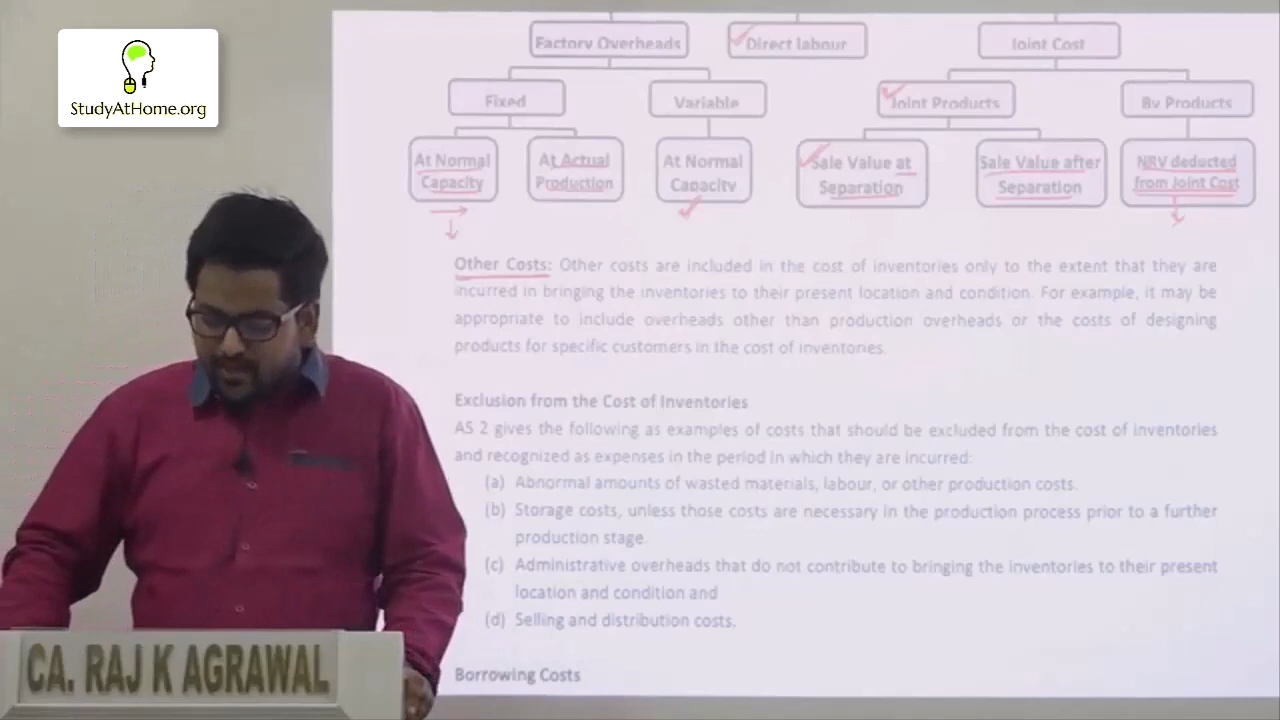 StudyAtHome.org
Factory Overheads
Direct labour
Joint Cost
Fixed
Variable
Joint Products
By Products
At Normal
Capacity
At Actual
Production
At Normal
Capacity
Sale Value at
Separation
Sale Value after
Separation
NRV deducted
from Joint Cost
Other Costs: Other costs are included in the cost of inventories only to the extent that they are
incurred in bringing the inventories to their present location and condition. For example, it may be
appropriate to include overheads other than production overheads or the costs of designing
products for specific customers in the cost of inventories.
Exclusion from the Cost of Inventories
AS 2 gives the following as examples of costs that should be excluded from the cost of inventories
and recognized as expenses in the period in which they are incurred:
(a) Abnormal amounts of wasted materials, labour, or other production costs.
(b) Storage costs, unless those costs are necessary in the production process prior to a further
production stage.
(c) Administrative overheads that do not contribute to bringing the inventories to their present
location and condition and
(d) Selling and distribution costs.
Borrowing Costs
CA. RAJ K AGRAWAL